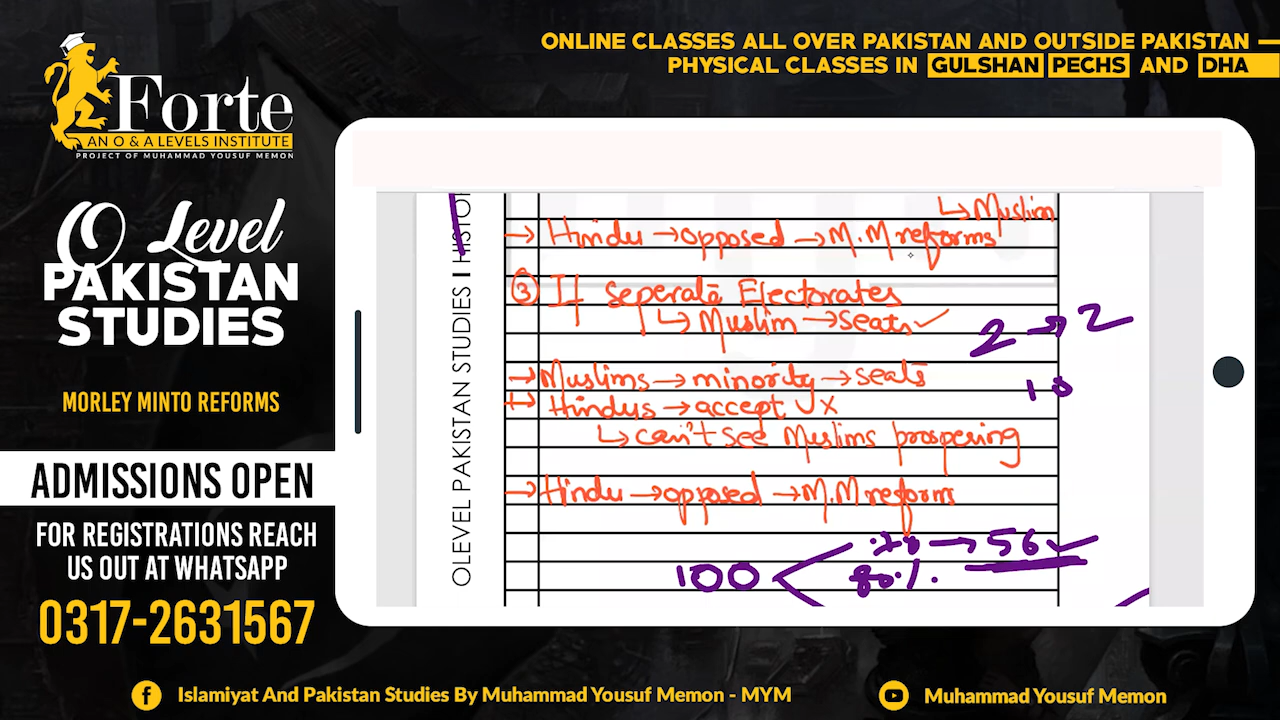 Forte
AN O & A LEVELS INSTITUTE
PROJECT OF MUHAMMAD YOUSUF MEMON
O Level
PAKISTAN
STUDIES
MORLEY MINTO REFORMS
ADMISSIONS OPEN
FOR REGISTRATIONS REACH
US OUT AT WHATSAPP
0317-2631567
ONLINE CLASSES ALL OVER PAKISTAN AND OUTSIDE PAKISTAN
PHYSICAL CLASSES IN GULSHAN PECHS AND DHA
OLEVEL PAKISTAN STUDIES I HISTOR
↳ Muslim
→ Hindu → opposed → M.M reforms
③ If seperate Electorates
↳ Muslim → seats ✓
2 → 2
→ Muslims → minority → seats
10
→ Hindus → accept ✓ X
↳ can't see Muslims prospering
→ Hindu → opposed → M.M reforms
→ 56 ✓
100 80%.
Islamiyat And Pakistan Studies By Muhammad Yousuf Memon - MYM
Muhammad Yousuf Memon